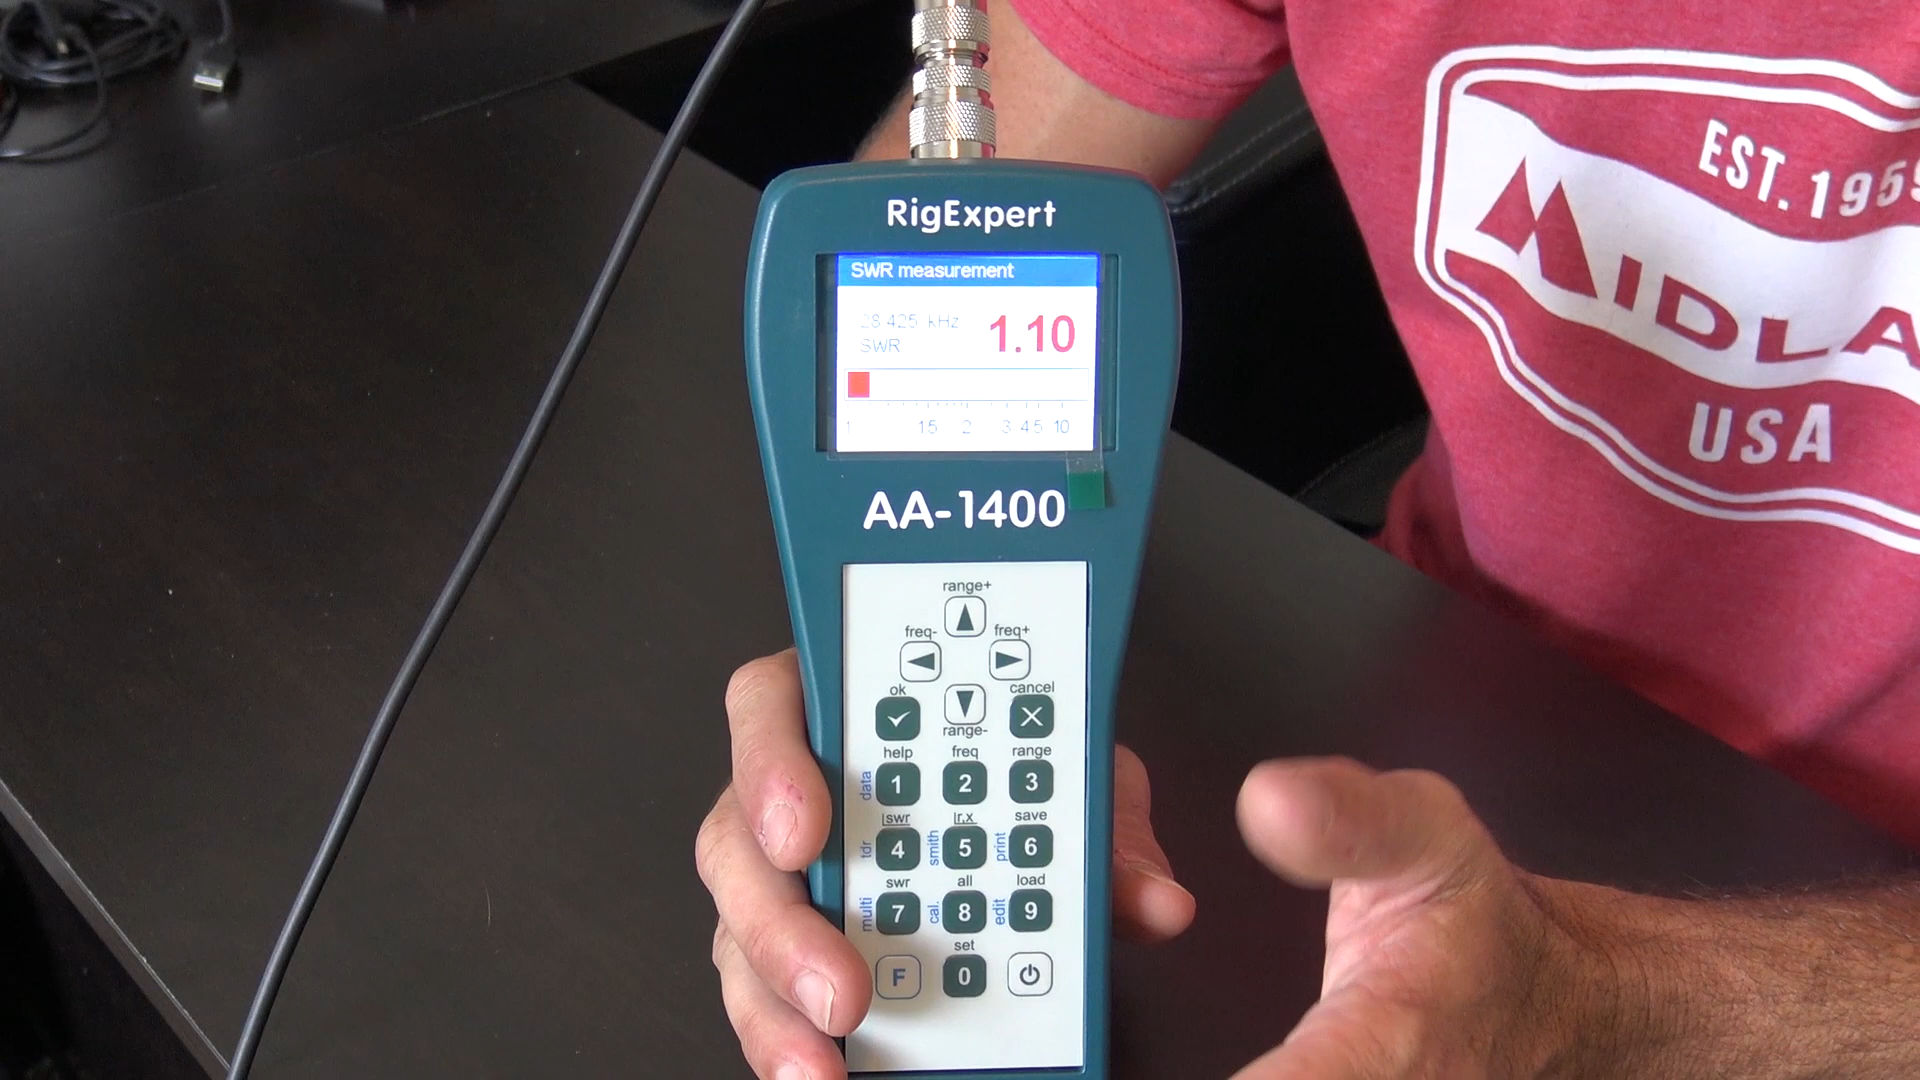 EST. 1959
MIDLA
USA
RigExpert
SWR measurement
28 425 kHz
SWR
1.10
1 1.5 2 3 4.5 10
AA-1400
range+
freq- freq+
ok cancel
range-
help freq range
data 1 2 3
|swr |r,x save
tdr 4 smith 5 print 6
swr all load
multi 7 cal. 8 edit 9
set
F 0